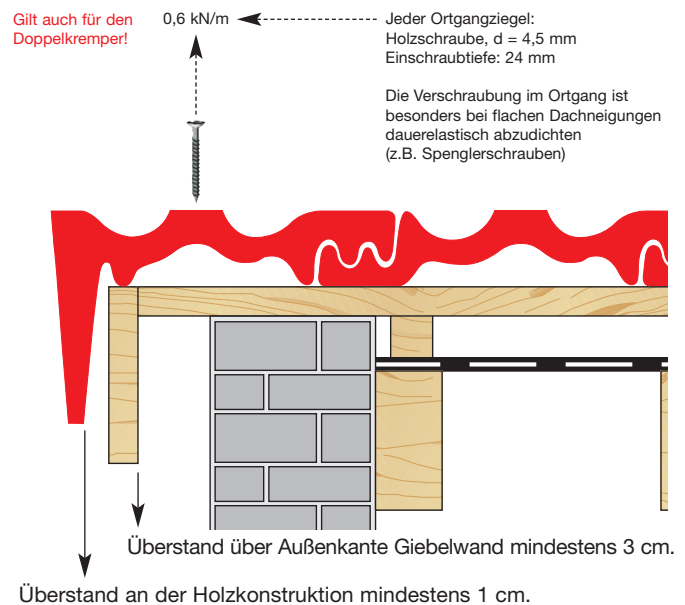 Gilt auch für den
Doppelkremper!
0,6 kN/m
Jeder Ortgangziegel:
Holzschraube, d = 4,5 mm
Einschraubtiefe: 24 mm
Die Verschraubung im Ortgang ist
besonders bei flachen Dachneigungen
dauerelastisch abzudichten
(z.B. Spenglerschrauben)
Überstand über Außenkante Giebelwand mindestens 3 cm.
Überstand an der Holzkonstruktion mindestens 1 cm.